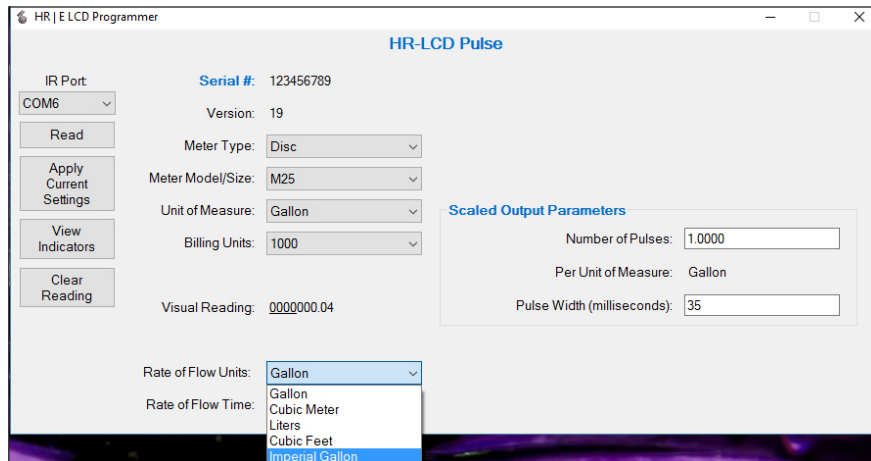 HR | E LCD Programmer
HR-LCD Pulse
IR Port:
COM6
Read
Apply
Current
Settings
View
Indicators
Clear
Reading
Serial #: 123456789
Version: 19
Meter Type: Disc
Meter Model/Size: M25
Unit of Measure: Gallon
Billing Units: 1000
Visual Reading: 0000000.04
Rate of Flow Units: Gallon
Gallon
Rate of Flow Time: Cubic Meter
Liters
Cubic Feet
Imperial Gallon
Scaled Output Parameters
Number of Pulses: 1.0000
Per Unit of Measure: Gallon
Pulse Width (milliseconds): 35